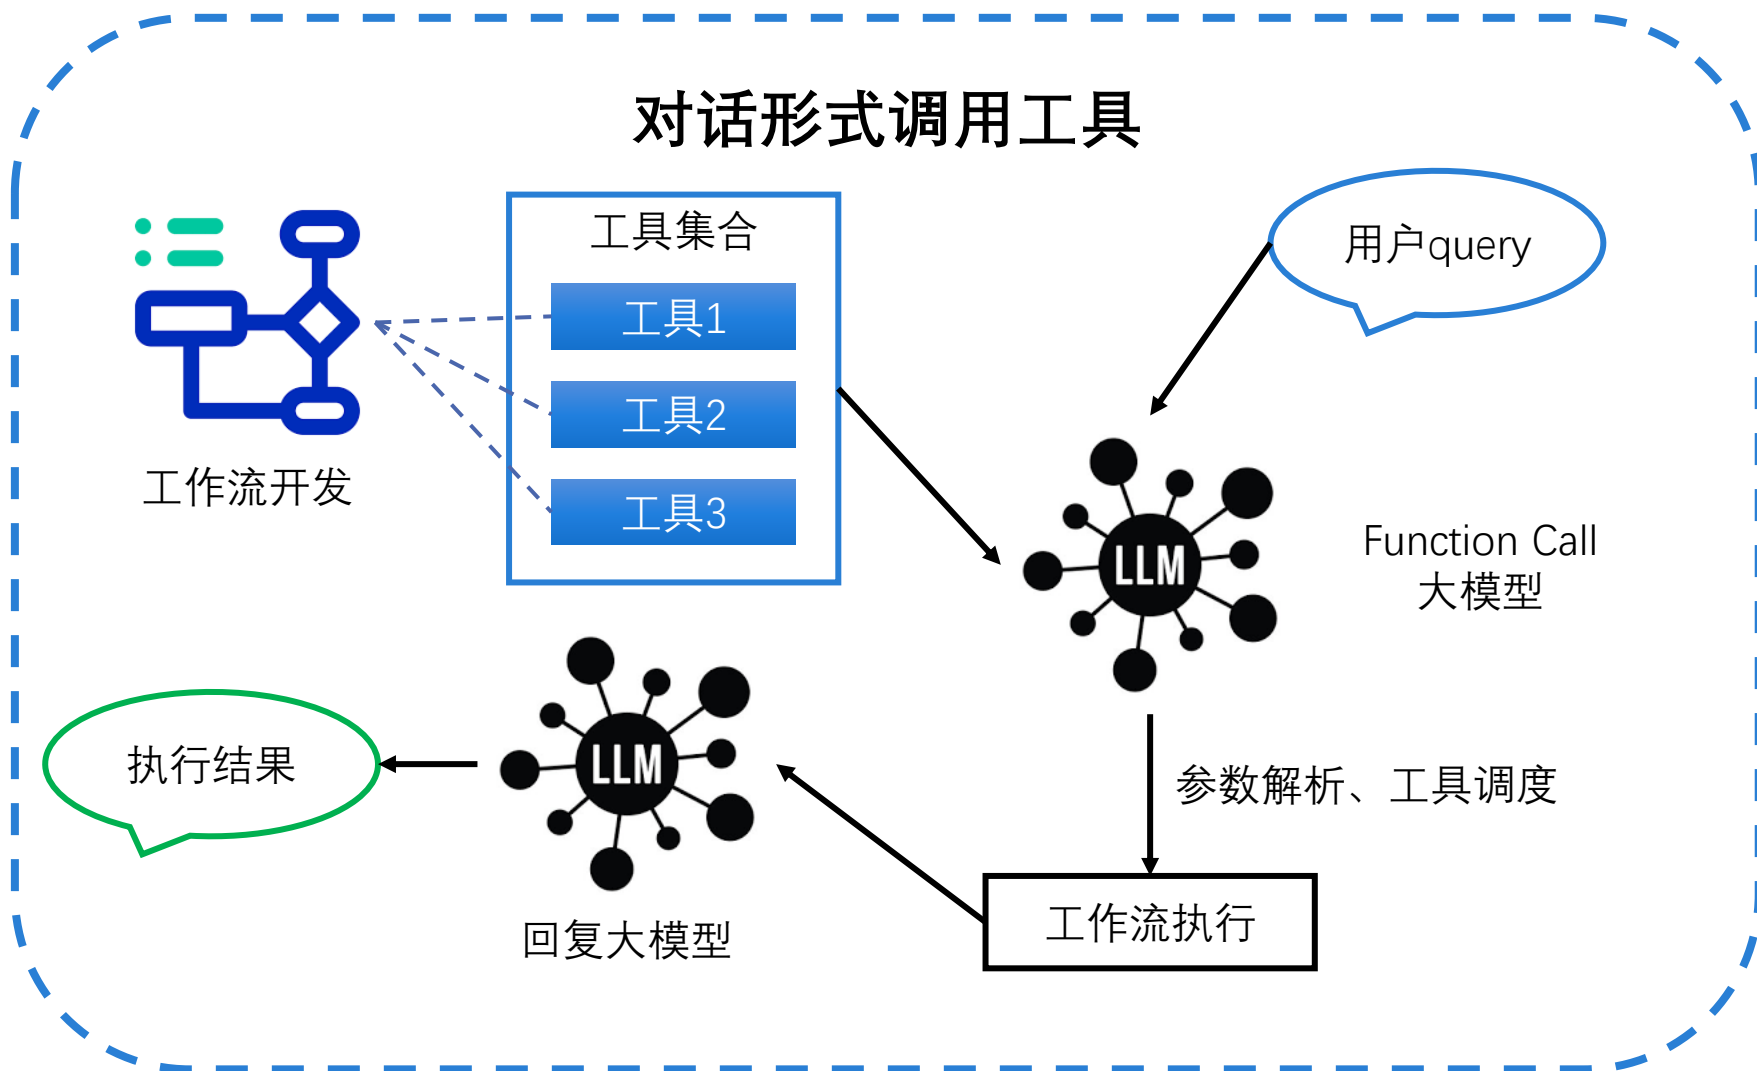 对话形式调用工具
工具集合
工具1
工具2
工具3
工作流开发
用户query
LLM
Function Call
大模型
参数解析、工具调度
工作流执行
LLM
回复大模型
执行结果